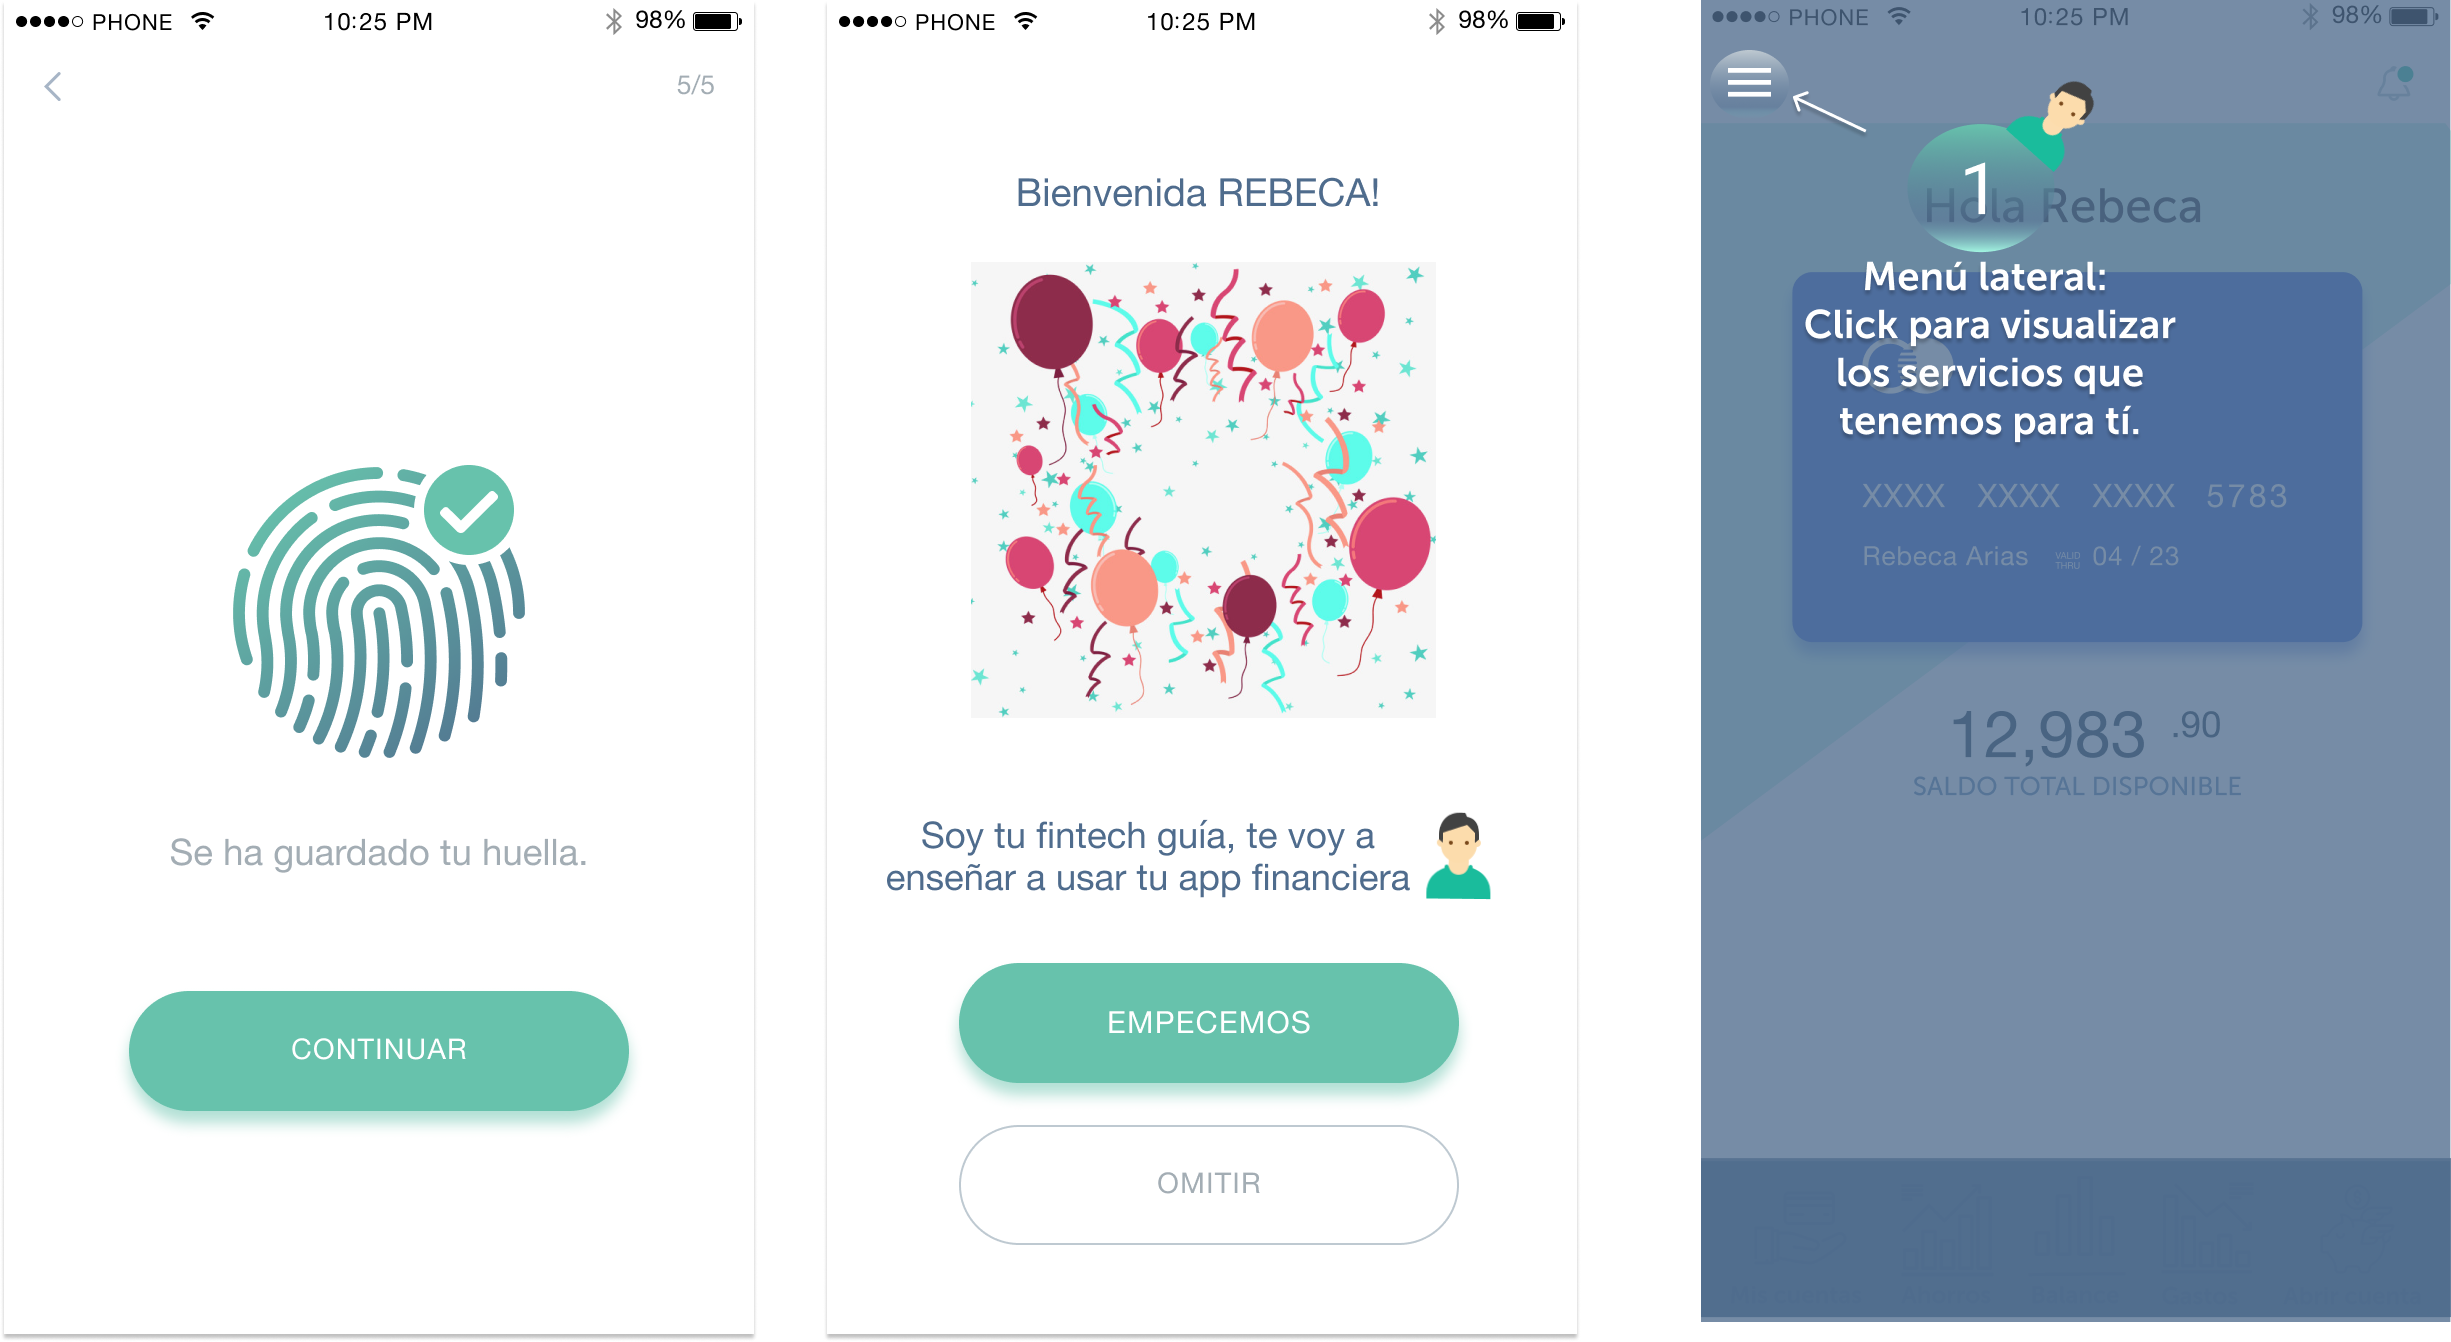 PHONE 10:25 PM 98%
5/5
Se ha guardado tu huella.
CONTINUAR
PHONE 10:25 PM 98%
Bienvenida REBECA!
Soy tu fintech guía, te voy a
enseñar a usar tu app financiera
EMPECEMOS
OMITIR
PHONE 10:25 PM 98%
1
Hola Rebeca
Menú lateral:
Click para visualizar
los servicios que
tenemos para tí.
XXXX XXXX XXXX 5783
Rebeca Arias VALID THRU 04 / 23
12,983 .90
SALDO TOTAL DISPONIBLE